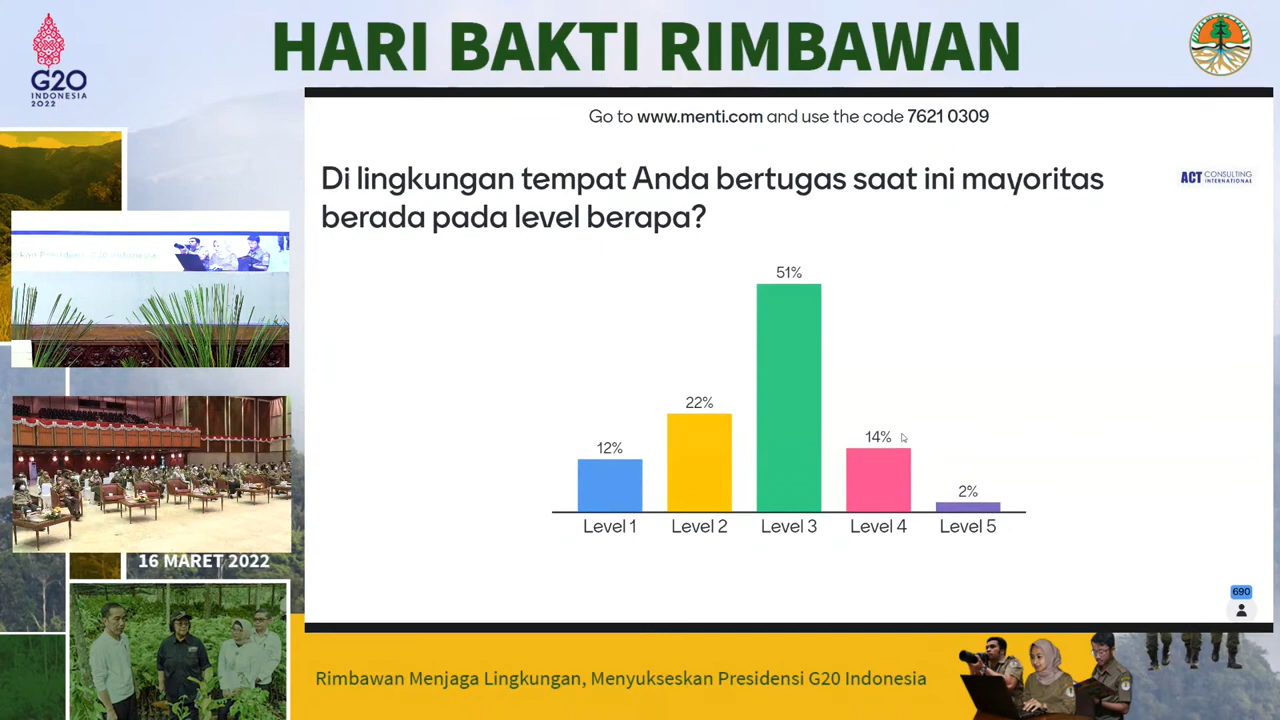 HARI BAKTI RIMBAWAN
G20
INDONESIA
2022
Go to www.menti.com and use the code 7621 0309
Di lingkungan tempat Anda bertugas saat ini mayoritas
berada pada level berapa?
ACT CONSULTING
INTERNATIONAL
Presidensi G20 Indonesia
51%
22%
14%
12%
2%
Level 1 Level 2 Level 3 Level 4 Level 5
16 MARET 2022
690
Rimbawan Menjaga Lingkungan, Menyukseskan Presidensi G20 Indonesia